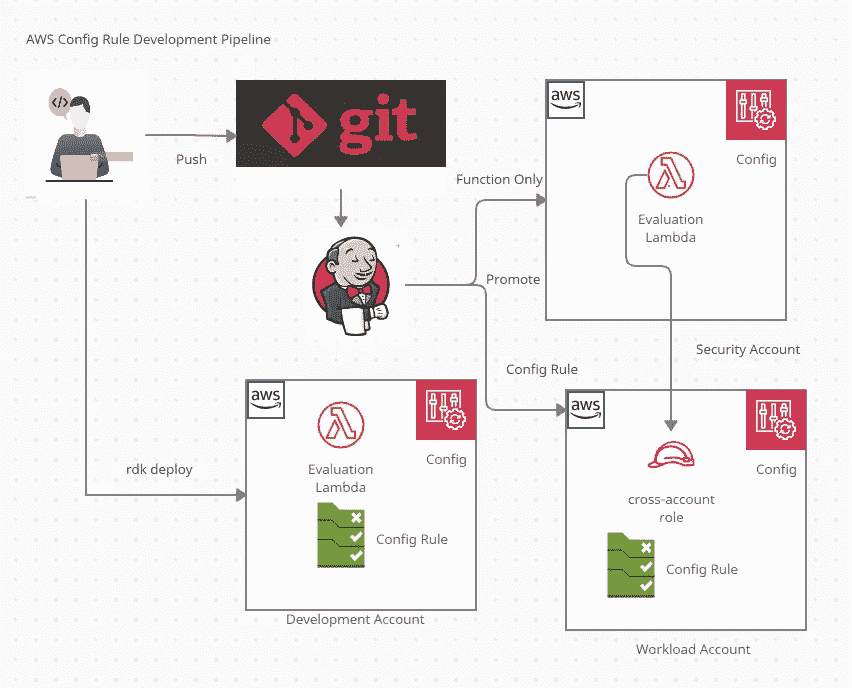 AWS Config Rule Development Pipeline
</>
Push
git
Function Only
Promote
aws
Config
Evaluation
Lambda
Security Account
Config Rule
rdk deploy
aws
Config
Evaluation
Lambda
Config Rule
Development Account
aws
Config
cross-account
role
Config Rule
Workload Account